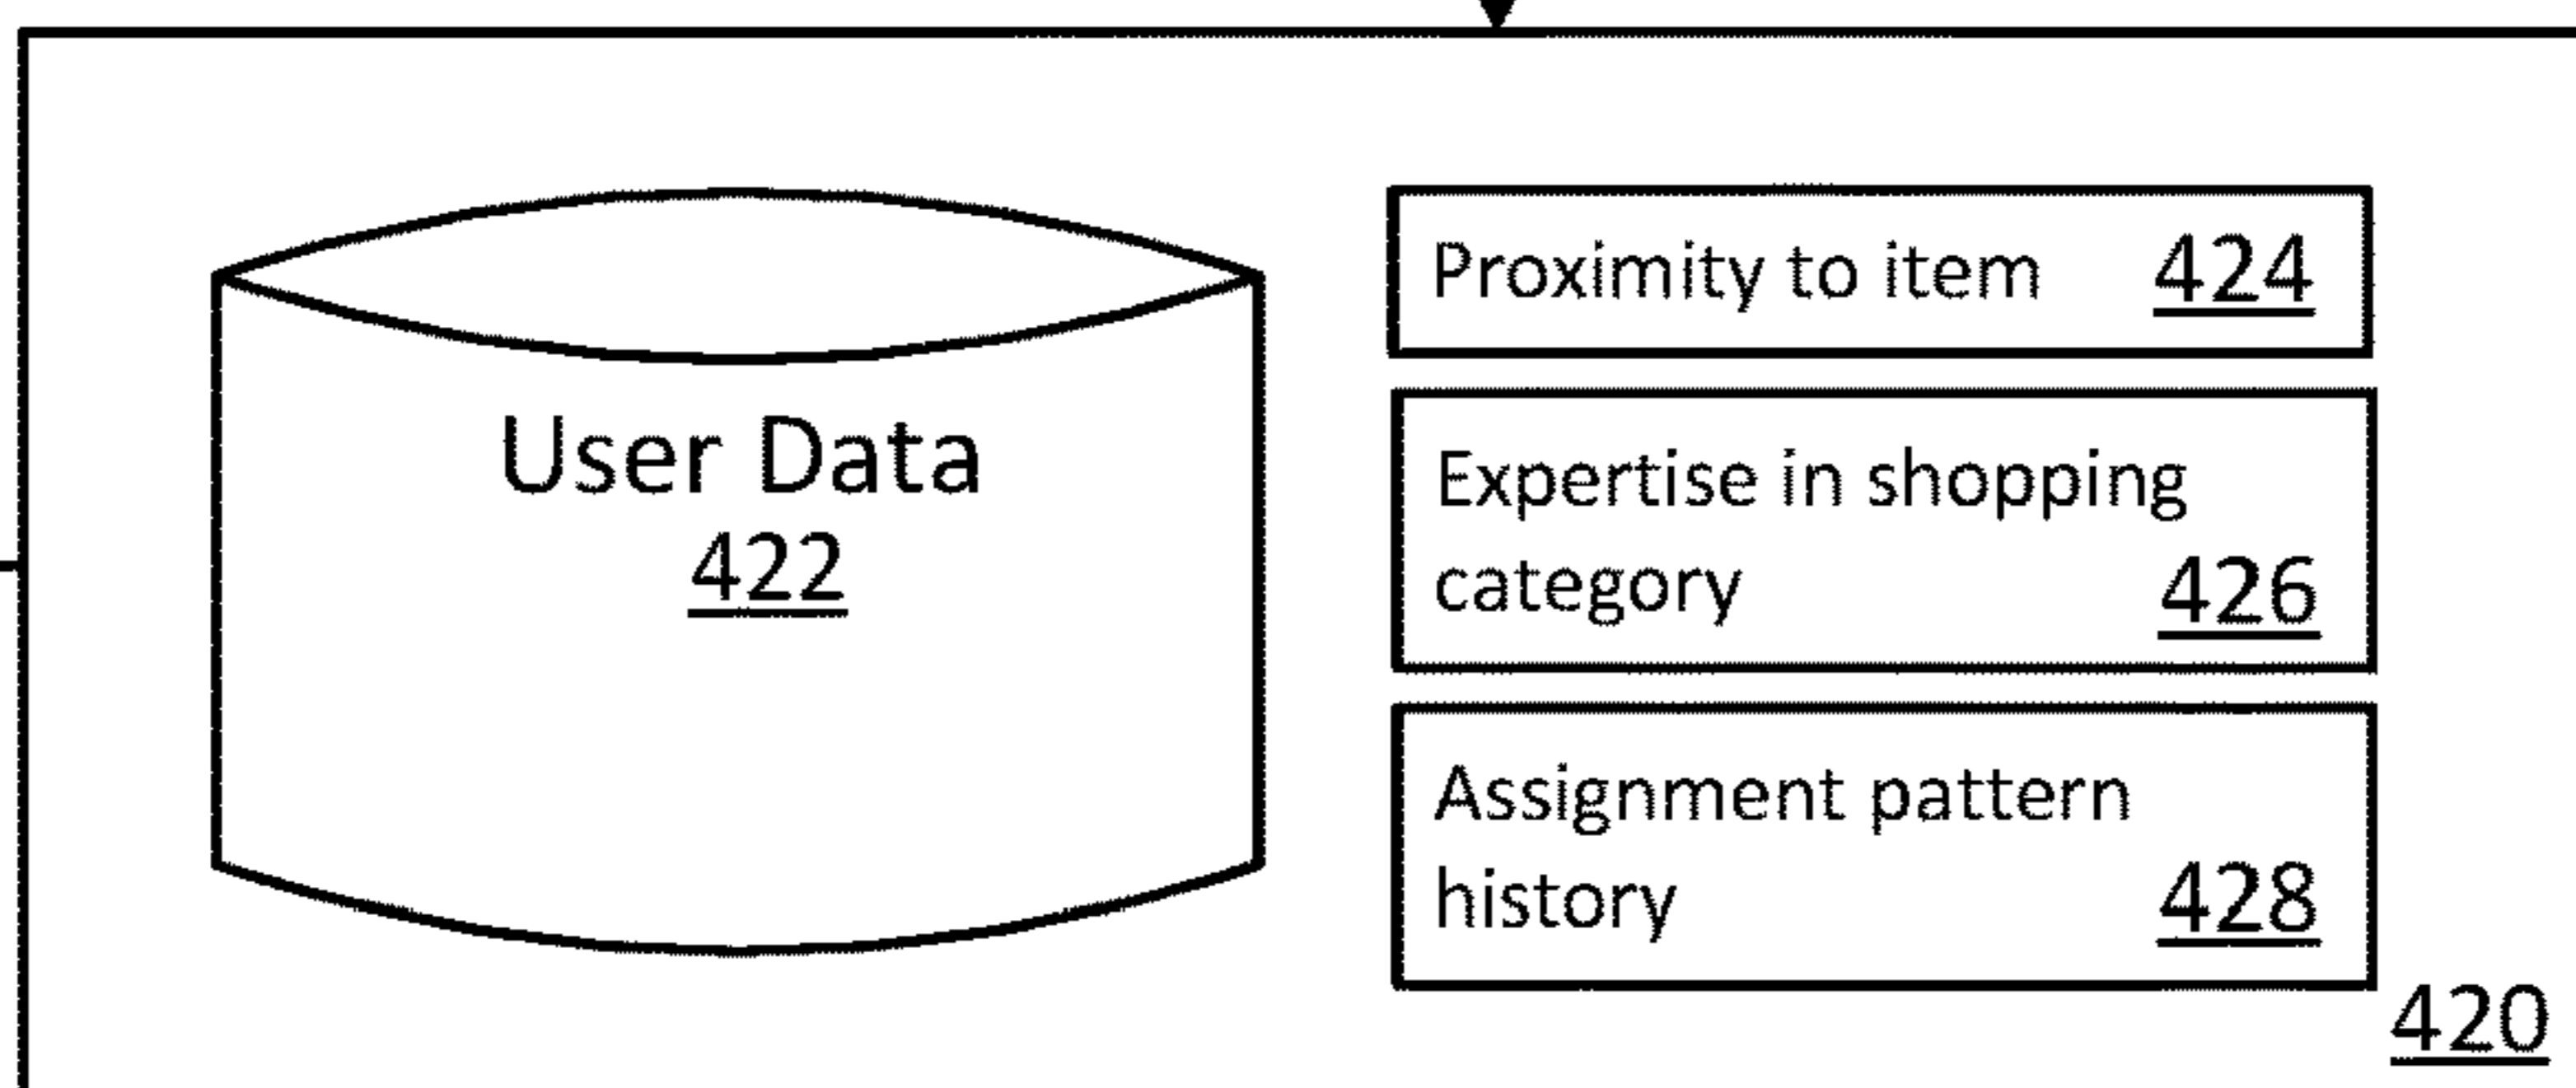 User Data
422
Proximity to item 424
Expertise in shopping
category 426
Assignment pattern
history 428
420